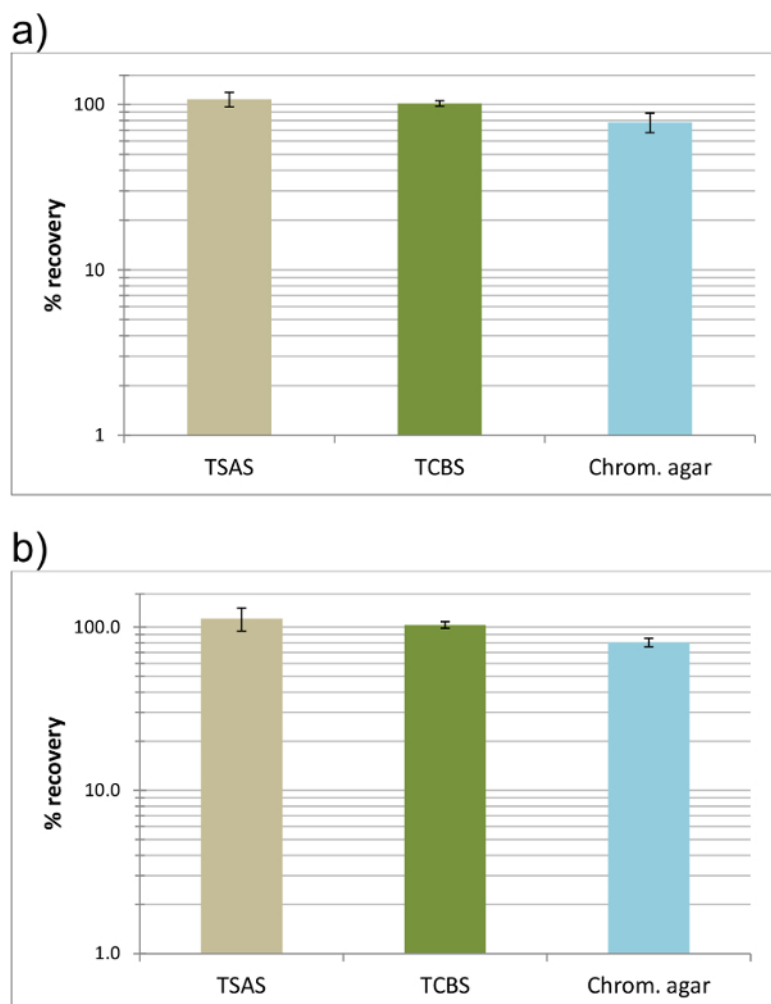 a)
100
10
1
% recovery
TSAS TCBS Chrom. agar
b)
100.0
10.0
1.0
% recovery
TSAS TCBS Chrom. agar